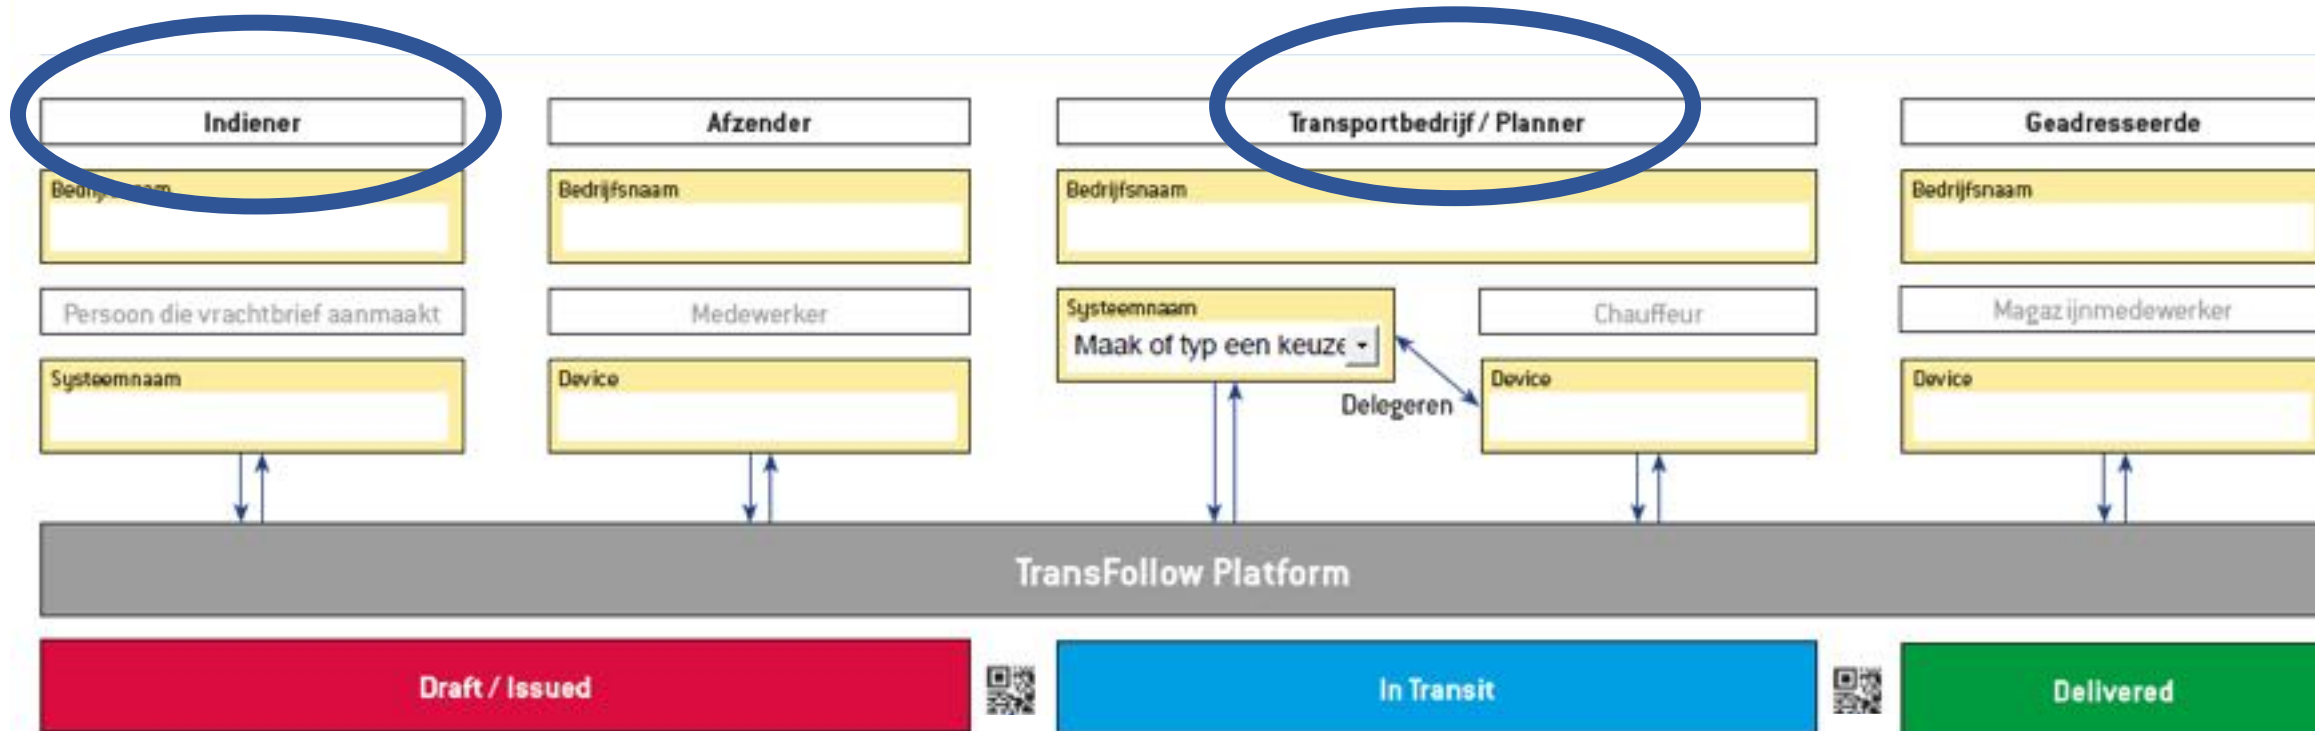 Indiener
Afzender
Transportbedrijf / Planner
Geadresseerde
Bedrijfsnaam
Bedrijfsnaam
Bedrijfsnaam
Bedrijfsnaam
Persoon die vrachtbrief aanmaakt
Medewerker
Systeemnaam
Maak of typ een keuze
Chauffeur
Magazijnmedewerker
Systeemnaam
Device
Delegeren
Device
Device
TransFollow Platform
Draft / Issued
In Transit
Delivered